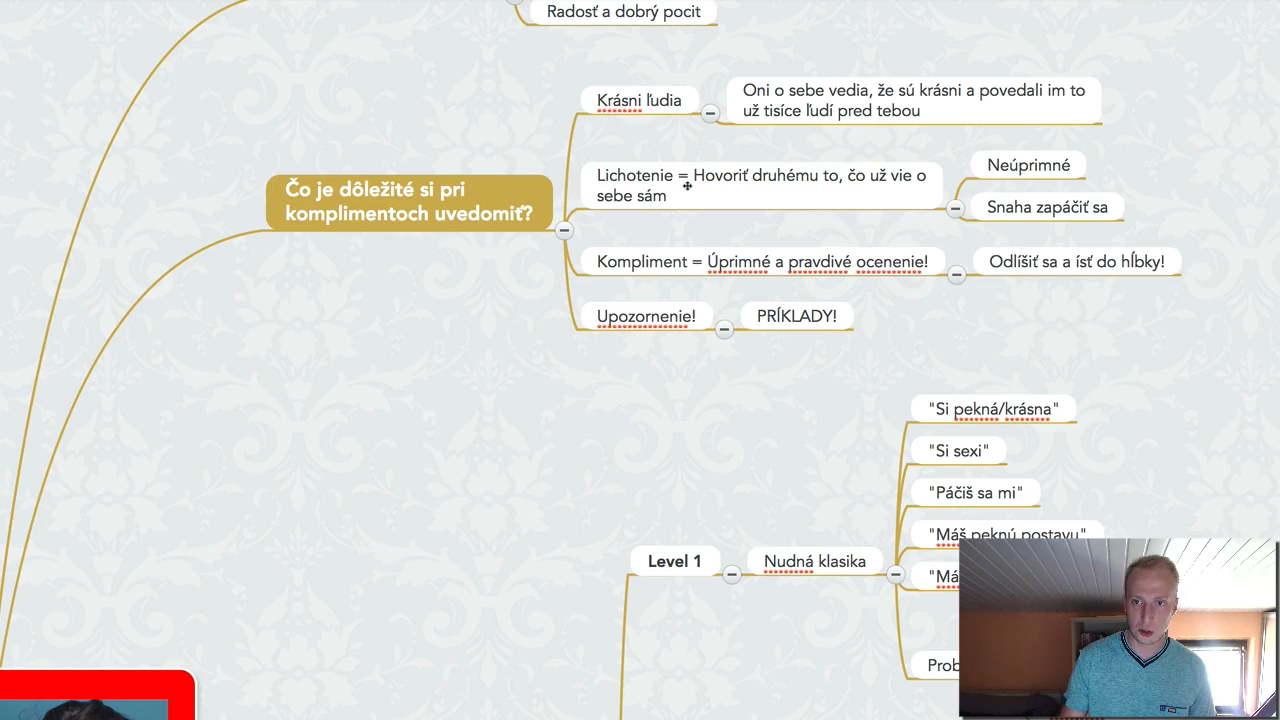 Radosť a dobrý pocit
Krásni ľudia
Oni o sebe vedia, že sú krásni a povedali im to
už tisíce ľudí pred tebou
Čo je dôležité si pri
komplimentoch uvedomiť?
Lichotenie = Hovoriť druhému to, čo už vie o
sebe sám
Neúprimné
Snaha zapáčiť sa
Kompliment = Úprimné a pravdivé ocenenie!
Odlíšiť sa a ísť do hĺbky!
Upozornenie!
PRÍKLADY!
Level 1
Nudná klasika
"Si pekná/krásna"
"Si sexi"
"Páčiš sa mi"
"Máš peknú postavu"